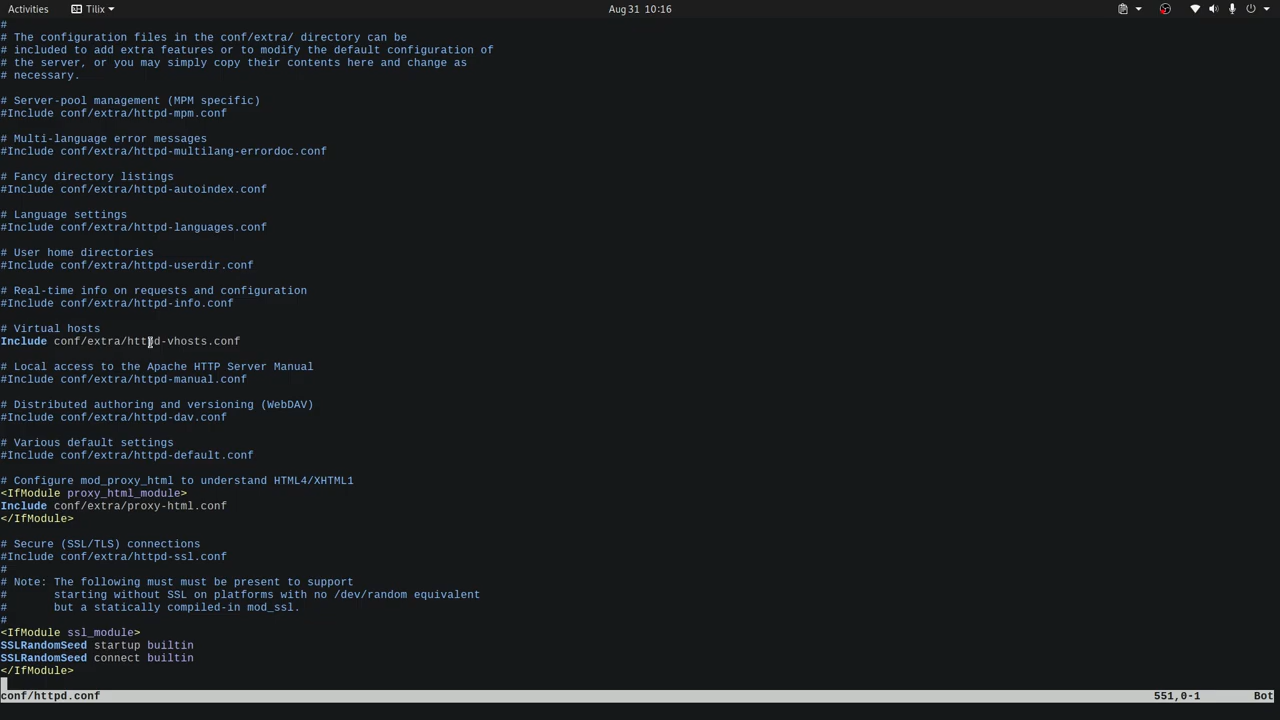 Activities Tilix Aug 31 10:16
#
# The configuration files in the conf/extra/ directory can be
# included to add extra features or to modify the default configuration of
# the server, or you may simply copy their contents here and change as
# necessary.
# Server-pool management (MPM specific)
#Include conf/extra/httpd-mpm.conf
# Multi-language error messages
#Include conf/extra/httpd-multilang-errordoc.conf
# Fancy directory listings
#Include conf/extra/httpd-autoindex.conf
# Language settings
#Include conf/extra/httpd-languages.conf
# User home directories
#Include conf/extra/httpd-userdir.conf
# Real-time info on requests and configuration
#Include conf/extra/httpd-info.conf
# Virtual hosts
Include conf/extra/httpd-vhosts.conf
# Local access to the Apache HTTP Server Manual
#Include conf/extra/httpd-manual.conf
# Distributed authoring and versioning (WebDAV)
#Include conf/extra/httpd-dav.conf
# Various default settings
#Include conf/extra/httpd-default.conf
# Configure mod_proxy_html to understand HTML4/XHTML1
<IfModule proxy_html_module>
Include conf/extra/proxy-html.conf
</IfModule>
# Secure (SSL/TLS) connections
#Include conf/extra/httpd-ssl.conf
#
# Note: The following must must be present to support
#       starting without SSL on platforms with no /dev/random equivalent
#       but a statically compiled-in mod_ssl.
#
<IfModule ssl_module>
SSLRandomSeed startup builtin
SSLRandomSeed connect builtin
</IfModule>
conf/httpd.conf 551,0-1 Bot